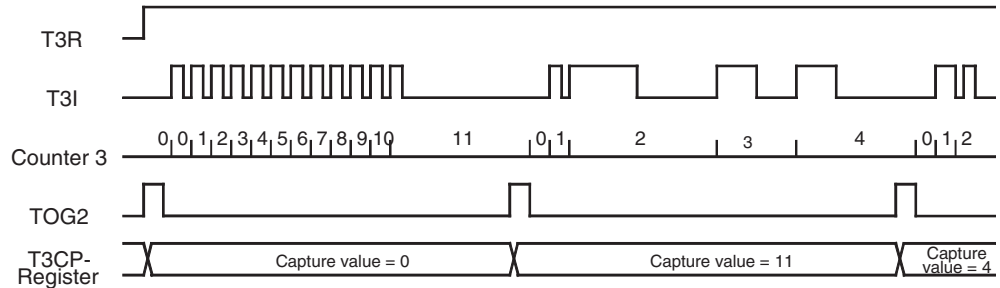 T3R
T3I
Counter 3
0 0 1 2 3 4 5 6 7 8 9 10 11 0 1 2 3 4 0 1 2
TOG2
T3CP-
Register
Capture value = 0
Capture value = 11
Capture
value = 4